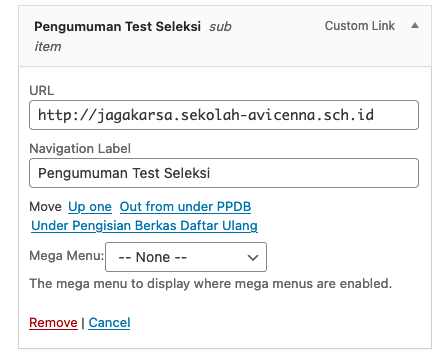 Pengumuman Test Seleksi sub item
Custom Link
URL
http://jagakarsa.sekolah-avicenna.sch.id
Navigation Label
Pengumuman Test Seleksi
Move Up one Out from under PPDB
Under Pengisian Berkas Daftar Ulang
Mega Menu: -- None --
The mega menu to display where mega menus are enabled.
Remove | Cancel